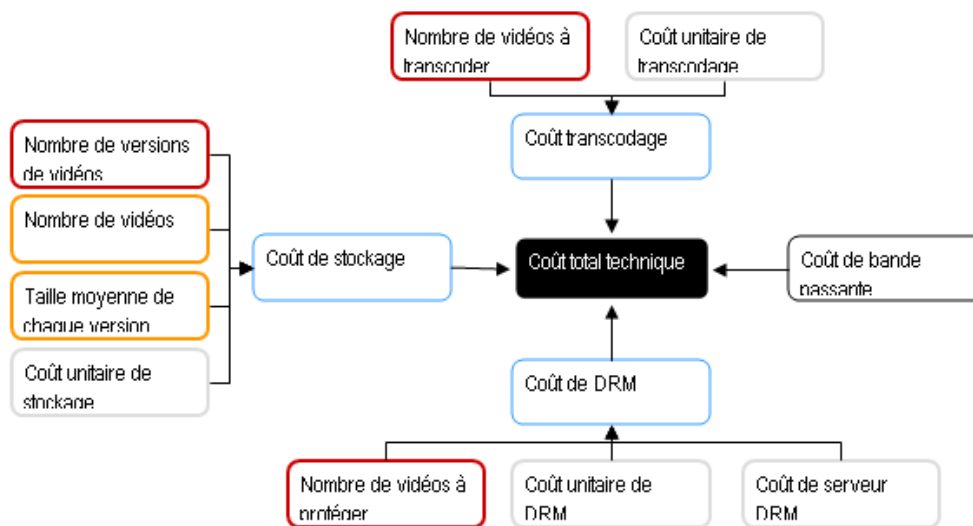 Nombre de vidéos à
transcoder
Coût unitaire de
transcodage
Coût transcodage
Nombre de versions
de vidéos
Nombre de vidéos
Taille moyenne de
chaque version
Coût unitaire de
stockage
Coût de stockage
Coût total technique
Coût de bande
passante
Coût de DRM
Nombre de vidéos à
protéger
Coût unitaire de
DRM
Coût de serveur
DRM